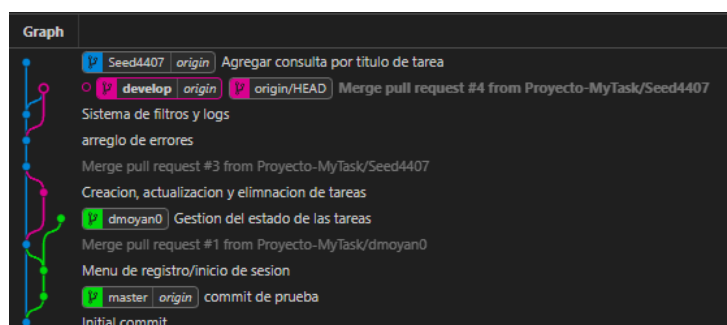 Graph
Seed4407 origin Agregar consulta por titulo de tarea
develop origin origin/HEAD Merge pull request #4 from Proyecto-MyTask/Seed4407
Sistema de filtros y logs
arreglo de errores
Merge pull request #3 from Proyecto-MyTask/Seed4407
Creacion, actualizacion y elimnacion de tareas
dmoyan0 Gestion del estado de las tareas
Merge pull request #1 from Proyecto-MyTask/dmoyan0
Menu de registro/inicio de sesion
master origin commit de prueba
Initial commit